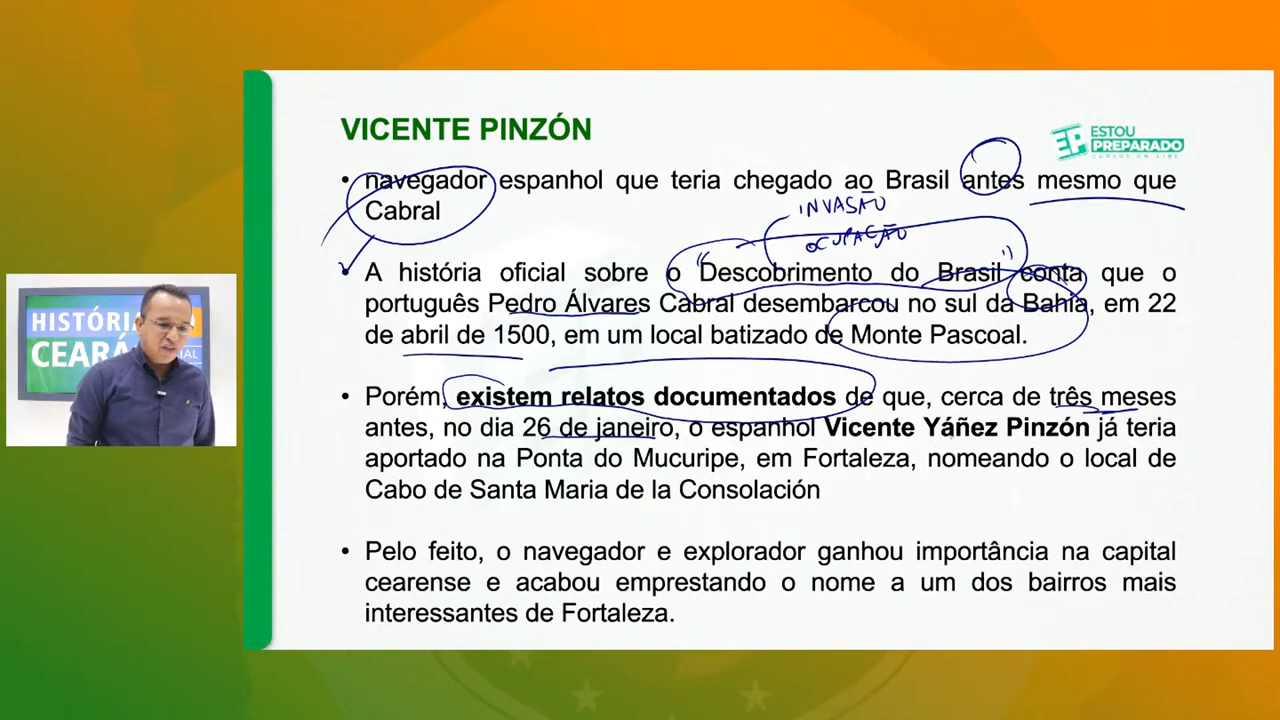 VICENTE PINZÓN
ESTOU
PREPARADO
CURSOS ON LINE
• navegador espanhol que teria chegado ao Brasil antes mesmo que
Cabral
INVASÃO
OCUPAÇÃO
• A história oficial sobre o "Descobrimento do Brasil" conta que o
português Pedro Álvares Cabral desembarcou no sul da Bahia, em 22
de abril de 1500, em um local batizado de Monte Pascoal.
• Porém, existem relatos documentados de que, cerca de três meses
antes, no dia 26 de janeiro, o espanhol Vicente Yáñez Pinzón já teria
aportado na Ponta do Mucuripe, em Fortaleza, nomeando o local de
Cabo de Santa Maria de la Consolación
• Pelo feito, o navegador e explorador ganhou importância na capital
cearense e acabou emprestando o nome a um dos bairros mais
interessantes de Fortaleza.
HISTÓRIA
CEARÁ